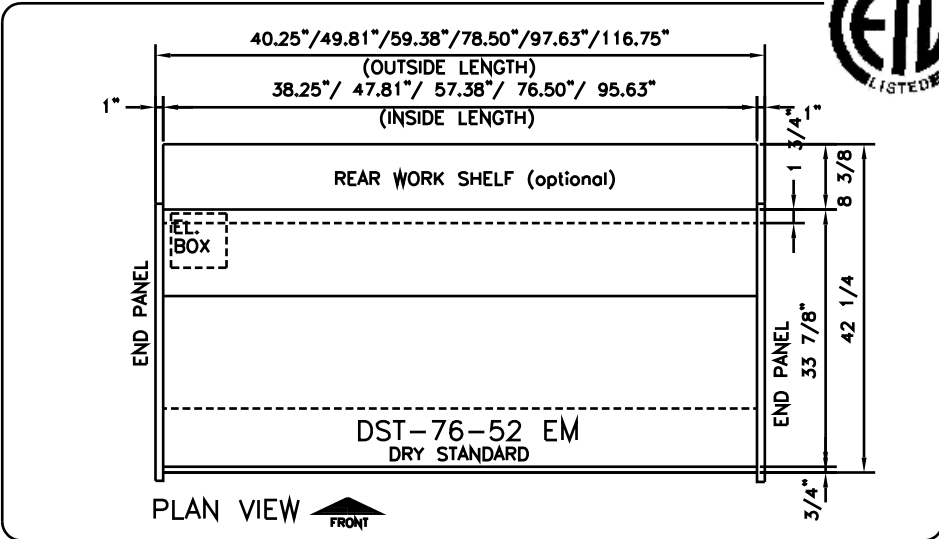 40.25"/49.81"/59.38"/78.50"/97.63"/116.75"
(OUTSIDE LENGTH)
38.25"/ 47.81"/ 57.38"/ 76.50"/ 95.63"
(INSIDE LENGTH)
1"
1"
1 3/4"
8 3/8
REAR WORK SHELF (optional)
EL.
BOX
END PANEL
END PANEL
33 7/8"
42 1/4
DST-76-52 EM
DRY STANDARD
3/4"
PLAN VIEW
FRONT
LISTED